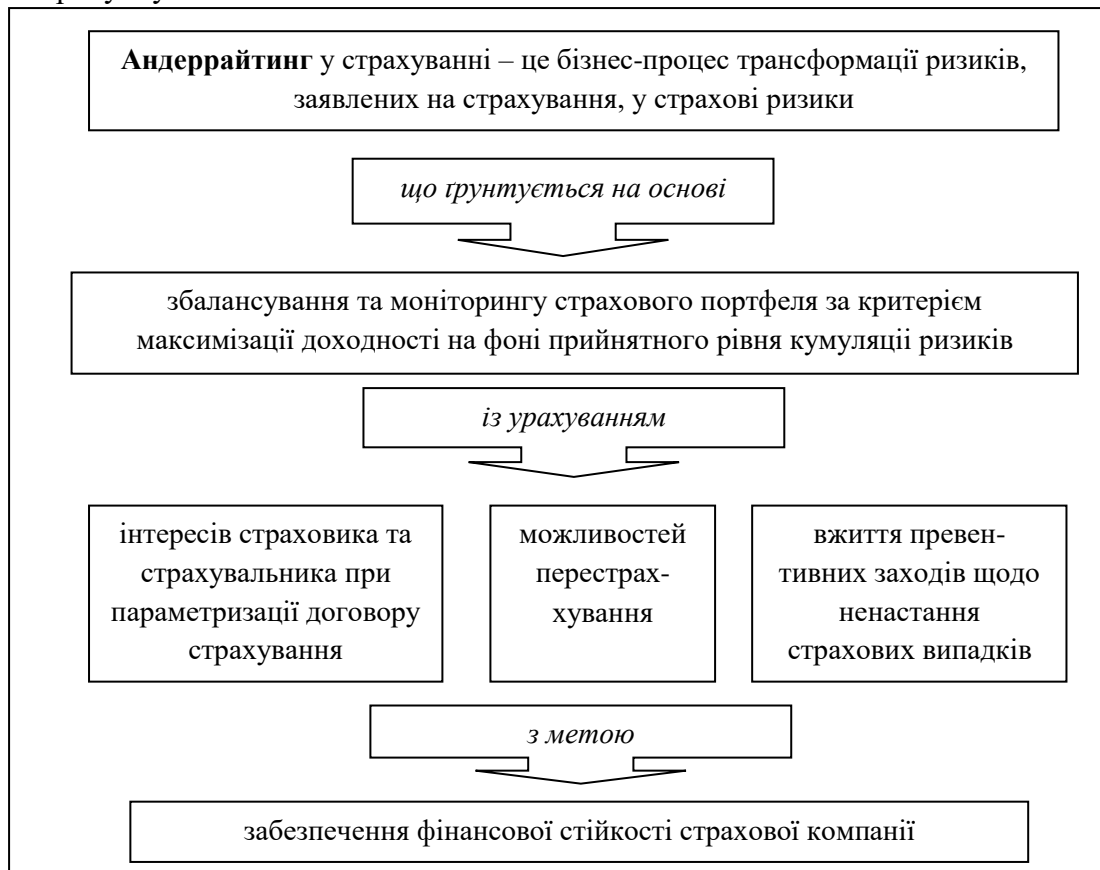 Андеррайтинг у страхуванні – це бізнес-процес трансформації ризиків,
заявлених на страхування, у страхові ризики
що ґрунтується на основі
збалансування та моніторингу страхового портфеля за критерієм
максимізації доходності на фоні прийнятного рівня кумуляції ризиків
із урахуванням
інтересів страховика та
страхувальника при
параметризації договору
страхування
можливостей
перестрах-
хування
вжиття превен-
тивних заходів щодо
ненастання
страхових випадків
з метою
забезпечення фінансової стійкості страхової компанії